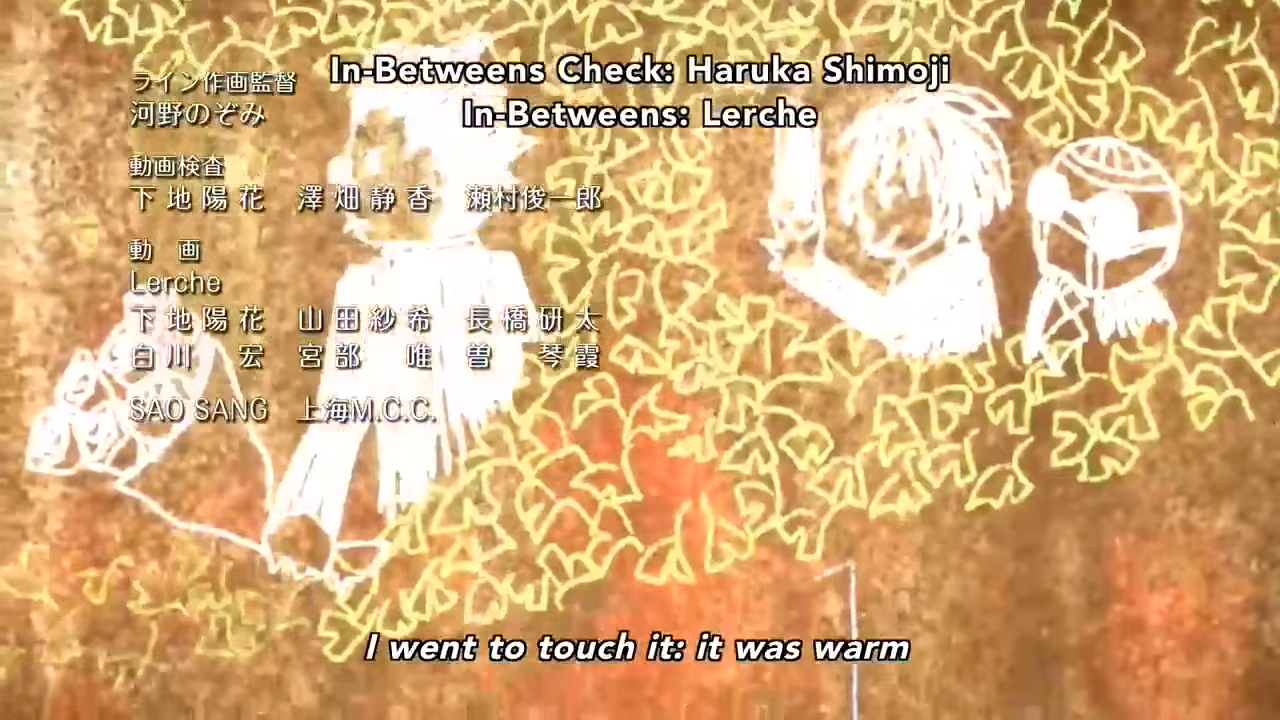 In-Betweens Check: Haruka Shimoji
In-Betweens: Lerche
ライン作画監督
河野のぞみ
動画検査
下地陽花 澤畑静香 瀬村俊一郎
動 画
Lerche
下地陽花 山田紗希 長橋研太
白川 宏 宮部 唯 曽 琴霞
SAO SANG 上海M.C.C.
I went to touch it: it was warm